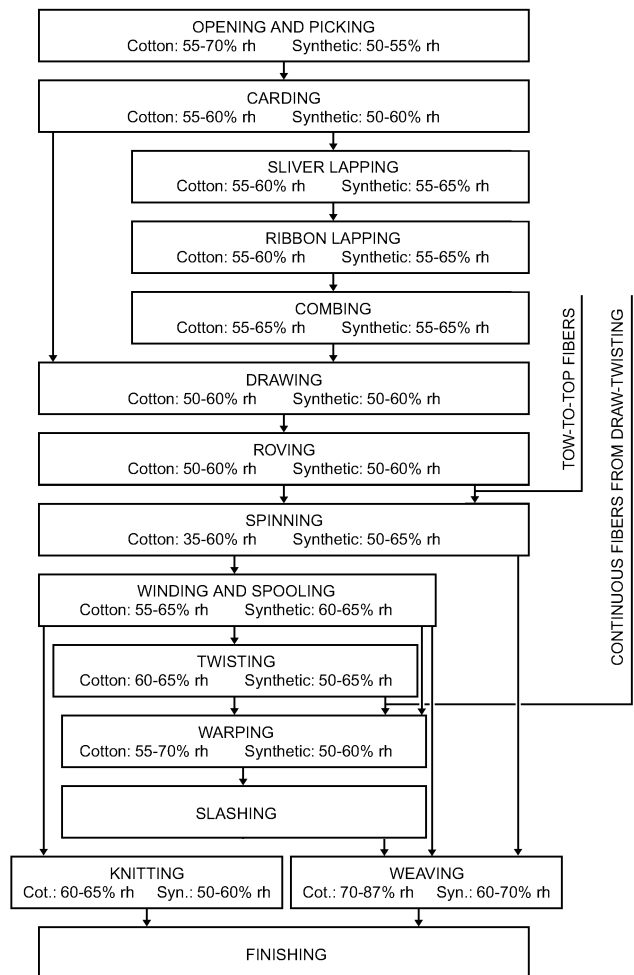 OPENING AND PICKING
Cotton: 55-70% rh Synthetic: 50-55% rh
CARDING
Cotton: 55-60% rh Synthetic: 50-60% rh
SLIVER LAPPING
Cotton: 55-60% rh Synthetic: 55-65% rh
RIBBON LAPPING
Cotton: 55-60% rh Synthetic: 55-65% rh
COMBING
Cotton: 55-65% rh Synthetic: 55-65% rh
DRAWING
Cotton: 50-60% rh Synthetic: 50-60% rh
ROVING
Cotton: 50-60% rh Synthetic: 50-60% rh
TOW-TO-TOP FIBERS
CONTINUOUS FIBERS FROM DRAW-TWISTING
SPINNING
Cotton: 35-60% rh Synthetic: 50-65% rh
WINDING AND SPOOLING
Cotton: 55-65% rh Synthetic: 60-65% rh
TWISTING
Cotton: 60-65% rh Synthetic: 50-65% rh
WARPING
Cotton: 55-70% rh Synthetic: 50-60% rh
SLASHING
KNITTING
Cot.: 60-65% rh Syn.: 50-60% rh
WEAVING
Cot.: 70-87% rh Syn.: 60-70% rh
FINISHING